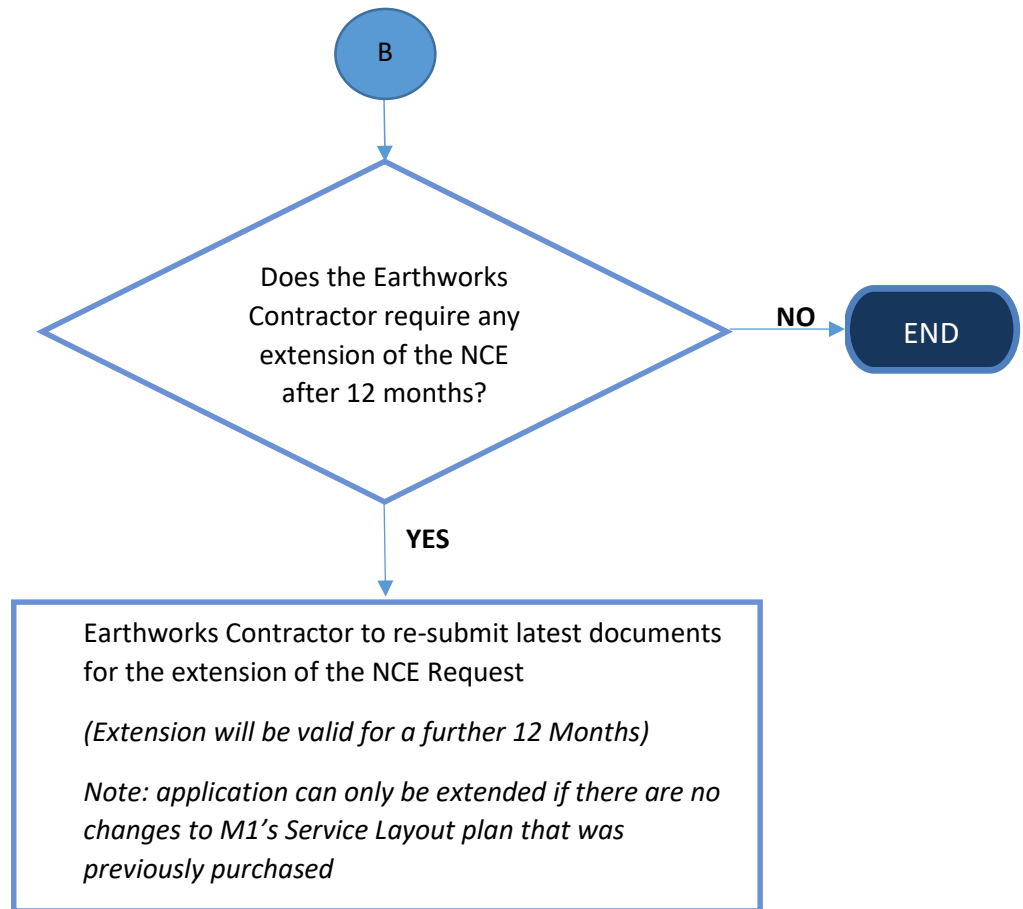 B
Does the Earthworks
Contractor require any
extension of the NCE
after 12 months?
NO
END
YES
Earthworks Contractor to re-submit latest documents
for the extension of the NCE Request
(Extension will be valid for a further 12 Months)
Note: application can only be extended if there are no
changes to M1’s Service Layout plan that was
previously purchased